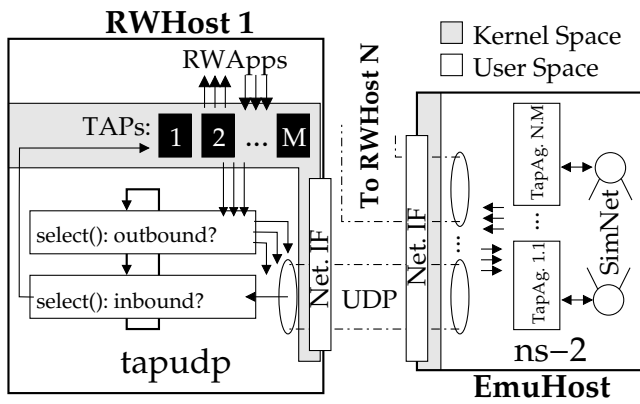 RWHost 1
RWApps
TAPs:
1
2
...
M
select(): outbound?
select(): inbound?
tapudp
Net. IF
UDP
To RWHost N
Kernel Space
User Space
Net. IF
TapAg. N.M
...
...
TapAg. 1.1
SimNet
ns−2
EmuHost